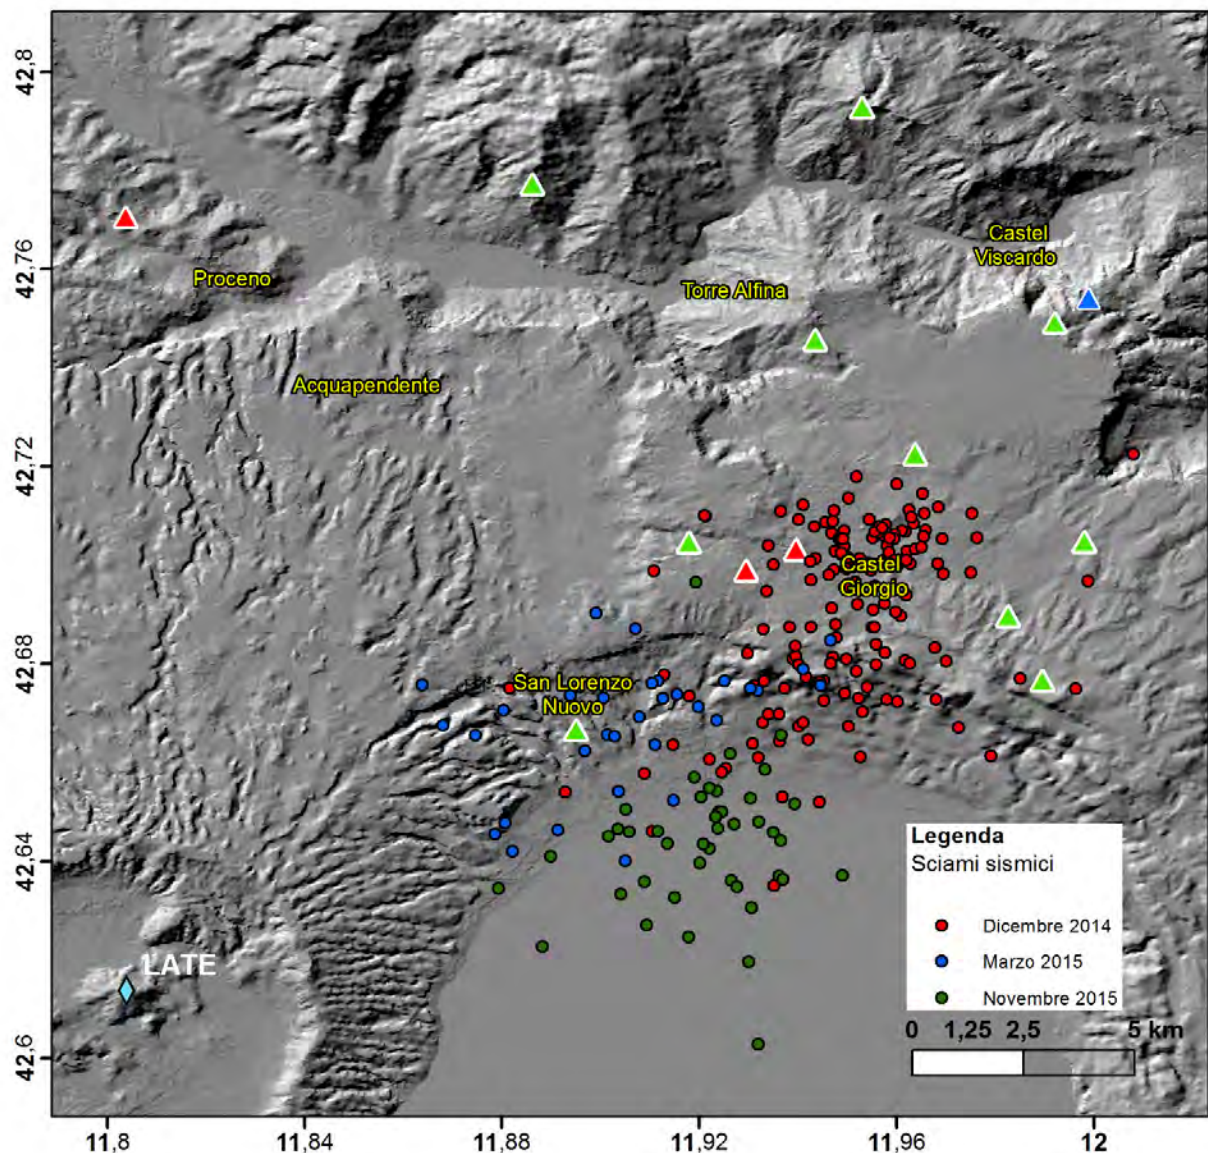 42,8
42,76
42,72
42,68
42,64
42,6
Castel
Viscardo
Proceno
Torre Alfina
Acquapendente
Castel
Giorgio
San Lorenzo
Nuovo
LATE
Legenda
Sciami sismici
Dicembre 2014
Marzo 2015
Novembre 2015
0 1,25 2,5 5 km
11,8 11,84 11,88 11,92 11,96 12